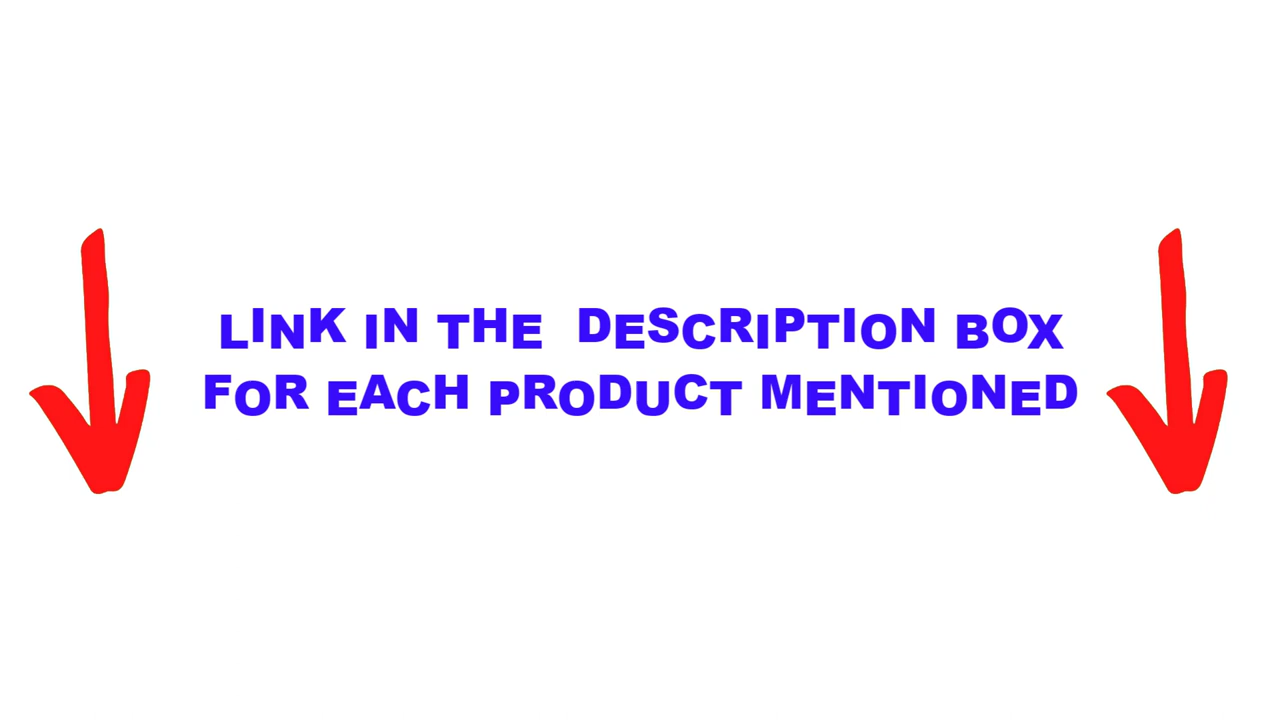 LINK IN THE DESCRIPTION BOX
FOR EACH PRODUCT MENTIONED